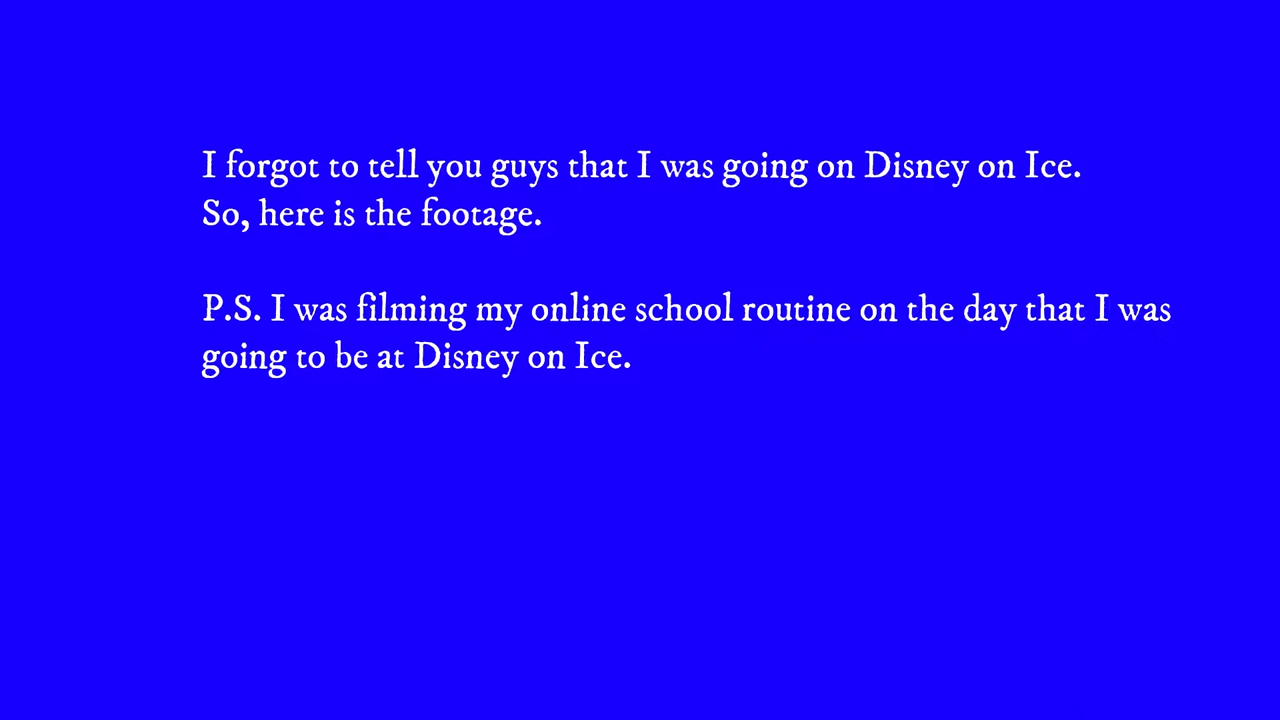 I forgot to tell you guys that I was going on Disney on Ice.
So, here is the footage.
P.S. I was filming my online school routine on the day that I was
going to be at Disney on Ice.